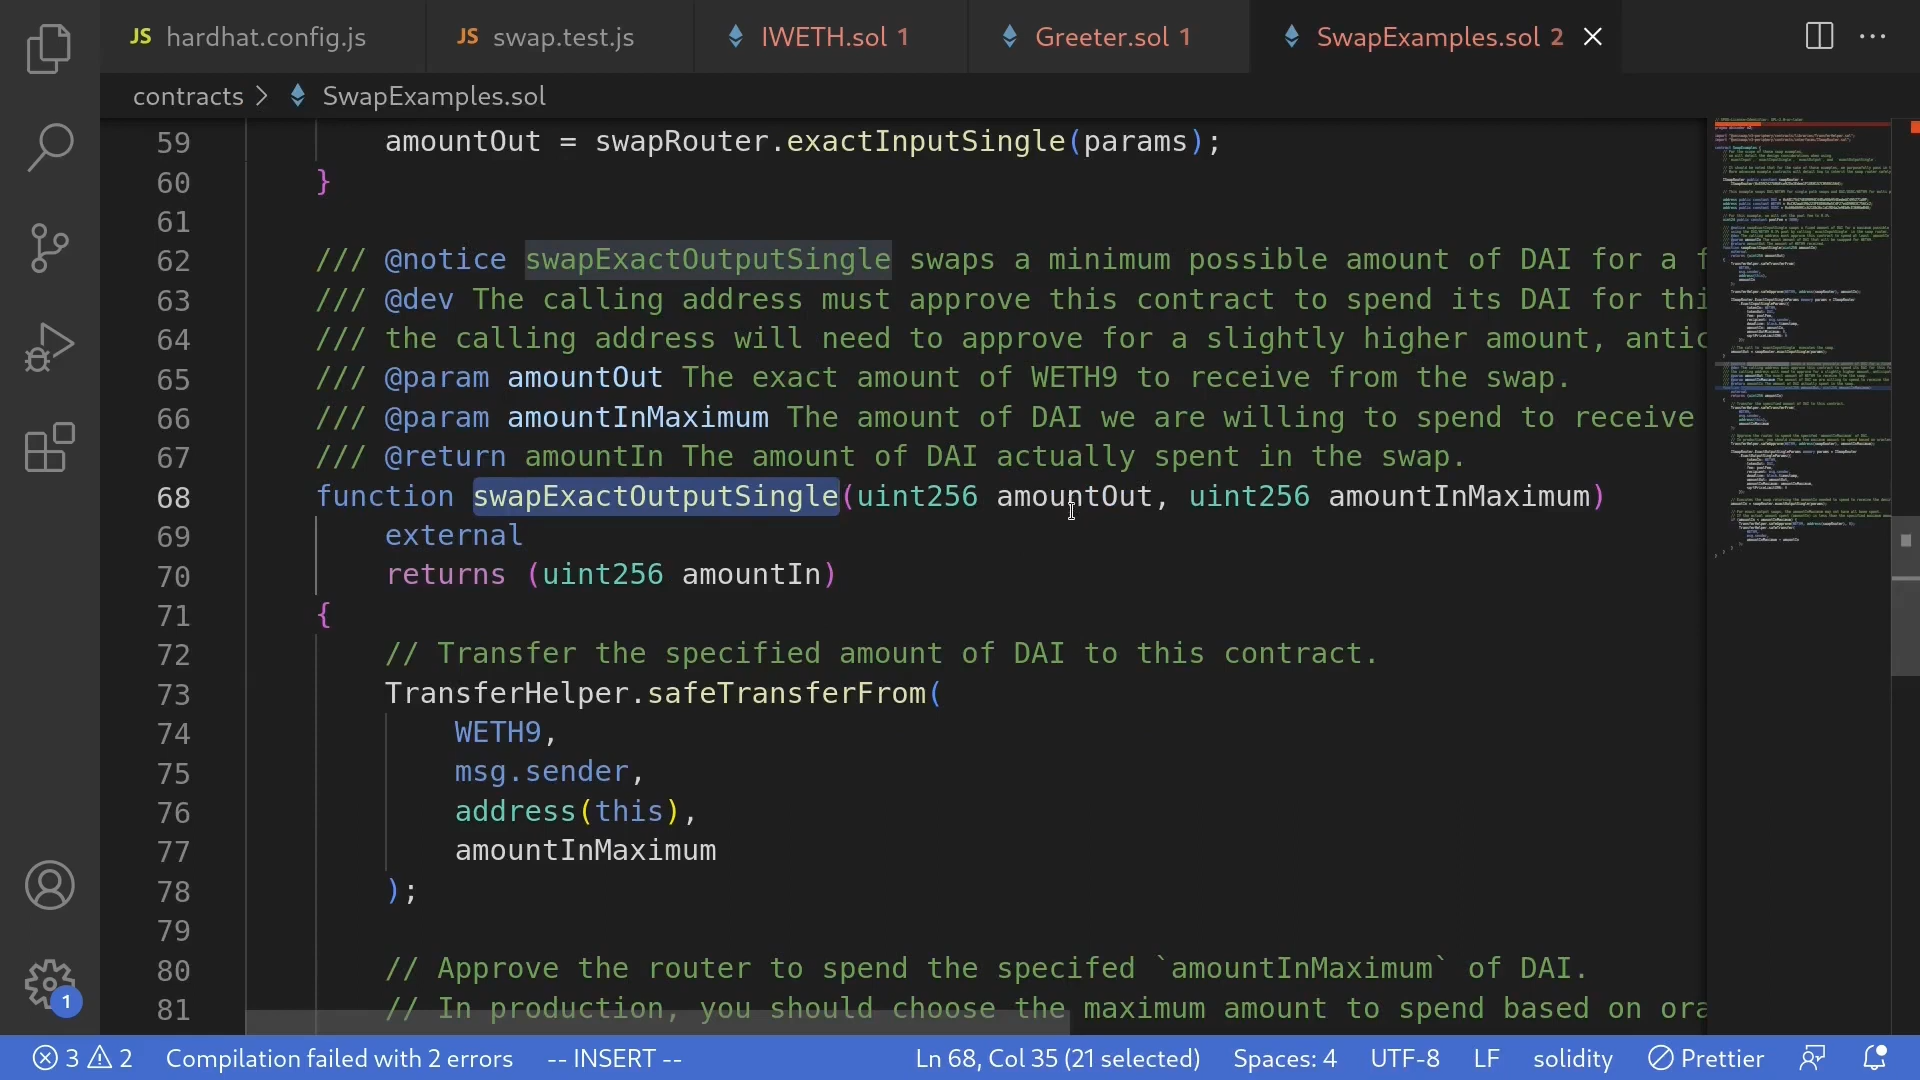 JS hardhat.config.js JS swap.test.js IWETH.sol 1 Greeter.sol 1 SwapExamples.sol 2
contracts SwapExamples.sol
59 amountOut = swapRouter.exactInputSingle(params);
60 }
61
62 /// @notice swapExactOutputSingle swaps a minimum possible amount of DAI for a
63 /// @dev The calling address must approve this contract to spend its DAI for
64 /// the calling address will need to approve for a slightly higher amount,
65 /// @param amountOut The exact amount of WETH9 to receive from the swap.
66 /// @param amountInMaximum The amount of DAI we are willing to spend to receive
67 /// @return amountIn The amount of DAI actually spent in the swap.
68 function swapExactOutputSingle(uint256 amountOut, uint256 amountInMaximum)
69 external
70 returns (uint256 amountIn)
71 {
72 // Transfer the specified amount of DAI to this contract.
73 TransferHelper.safeTransferFrom(
74 WETH9,
75 msg.sender,
76 address(this),
77 amountInMaximum
78 );
79
80 // Approve the router to spend the specifed `amountInMaximum` of DAI.
81 // In production, you should choose the maximum amount to spend based on
1
3 2 Compilation failed with 2 errors -- INSERT -- Ln 68, Col 35 (21 selected) Spaces: 4 UTF-8 LF solidity Prettier